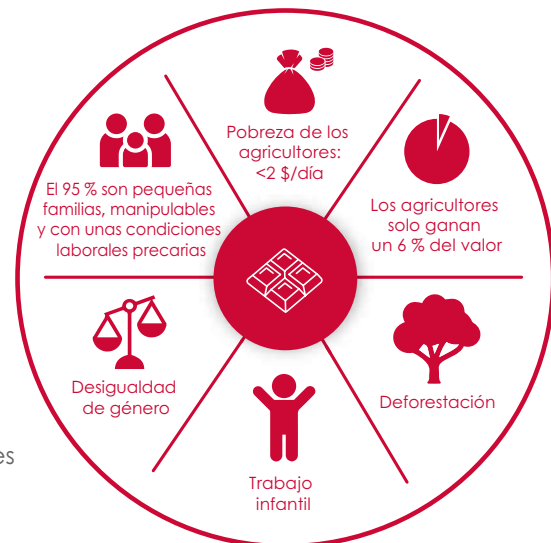 Pobreza de los
agricultores:
<2 $/día
El 95 % son pequeñas
familias, manipulables
y con unas condiciones
laborales precarias
Los agricultores
solo ganan
un 6 % del valor
Desigualdad
de género
Deforestación
Trabajo
infantil
es